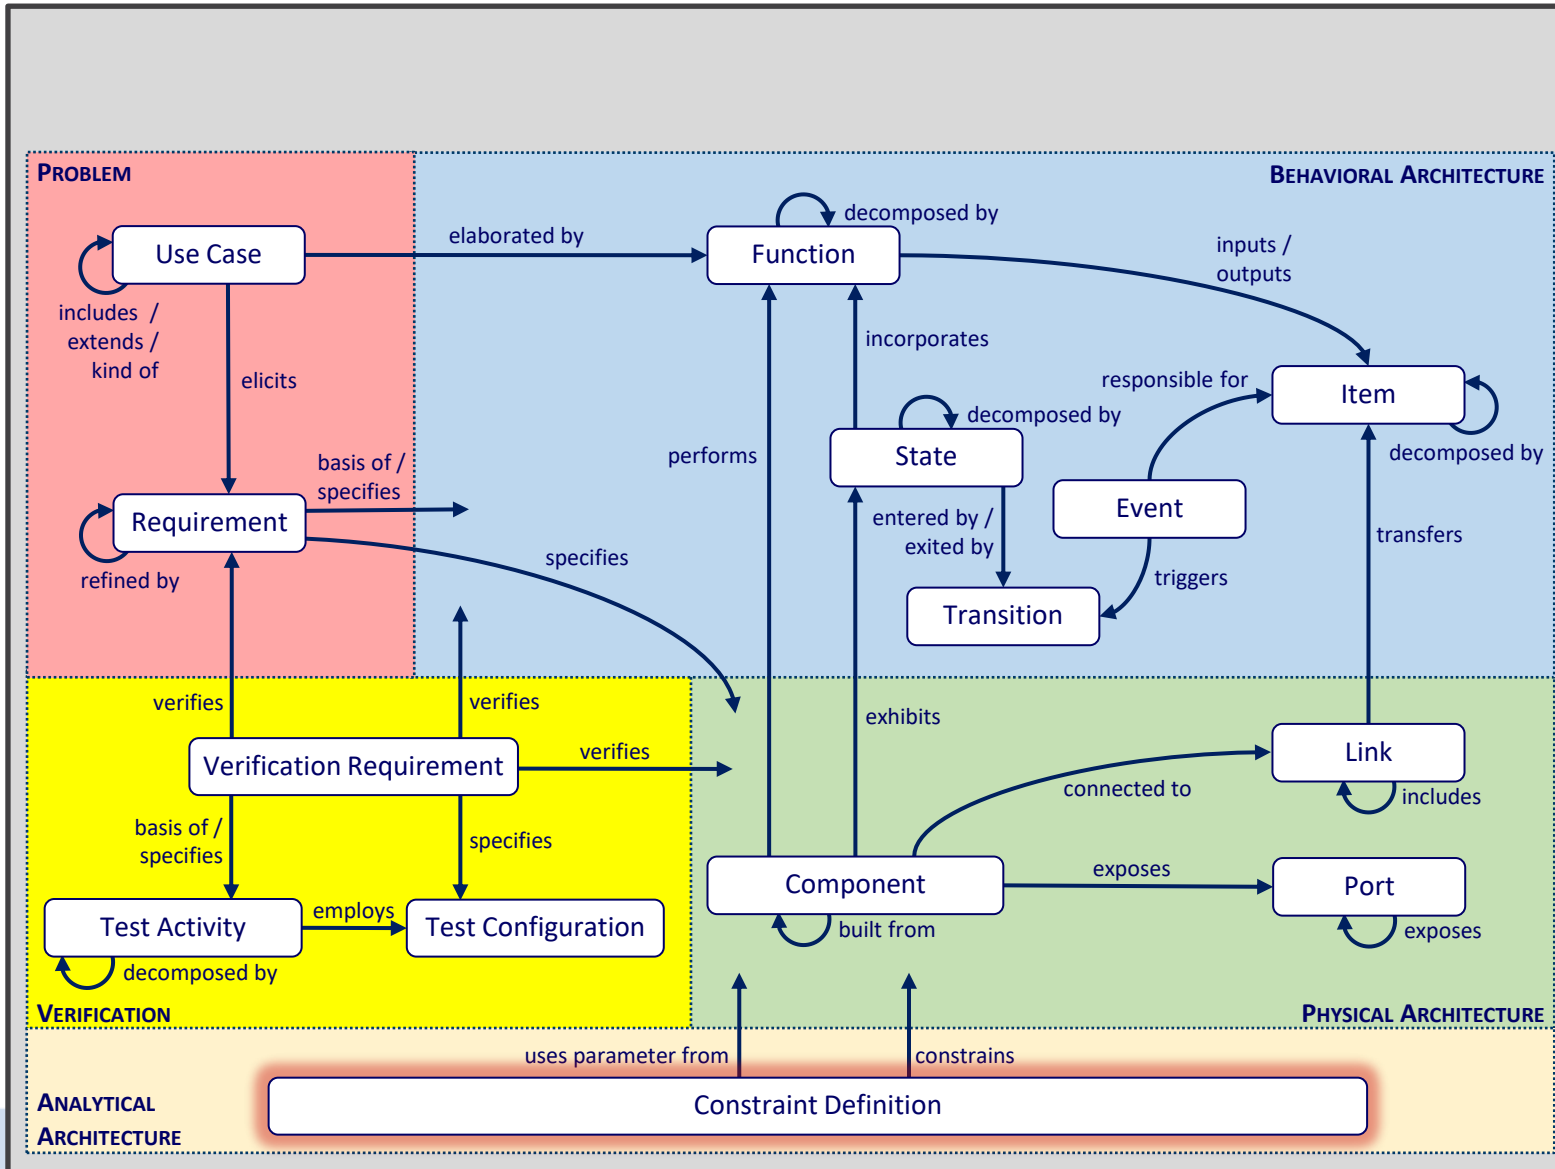 PROBLEM
BEHAVIORAL ARCHITECTURE
decomposed by
elaborated by
inputs /
outputs
Use Case
Function
includes /
extends /
kind of
elicits
incorporates
responsible for
Item
decomposed by
decomposed by
State
performs
basis of /
specifies
Requirement
Event
entered by /
exited by
transfers
specifies
refined by
triggers
Transition
verifies
verifies
exhibits
verifies
Verification Requirement
Link
connected to
includes
basis of /
specifies
specifies
Component
exposes
Port
Test Activity
employs
Test Configuration
built from
exposes
decomposed by
VERIFICATION
PHYSICAL ARCHITECTURE
uses parameter from
constrains
ANALYTICAL
ARCHITECTURE
Constraint Definition